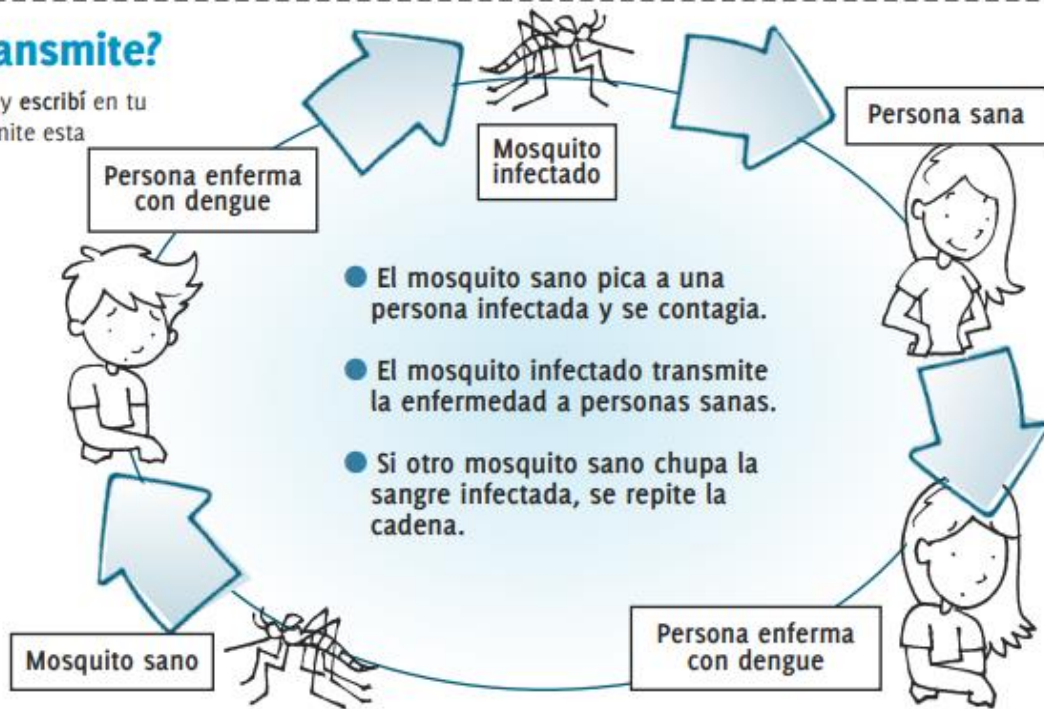 ansmite?
y escribí en tu
mite esta
Persona enferma
con dengue
Mosquito
infectado
Persona sana
● El mosquito sano pica a una
persona infectada y se contagia.
● El mosquito infectado transmite
la enfermedad a personas sanas.
● Si otro mosquito sano chupa la
sangre infectada, se repite la
cadena.
Mosquito sano
Persona enferma
con dengue